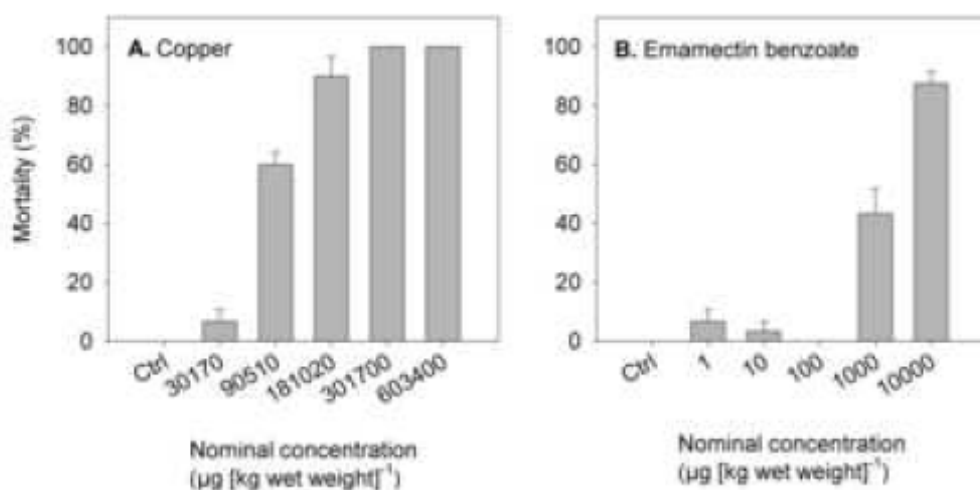 A. Copper
Mortality (%)
100
80
60
40
20
0
Ctrl
30170
90510
181020
301700
603400
Nominal concentration
(µg [kg wet weight]⁻¹)
B. Emamectin benzoate
100
80
60
40
20
0
Ctrl
1
10
100
1000
10000
Nominal concentration
(µg [kg wet weight]⁻¹)